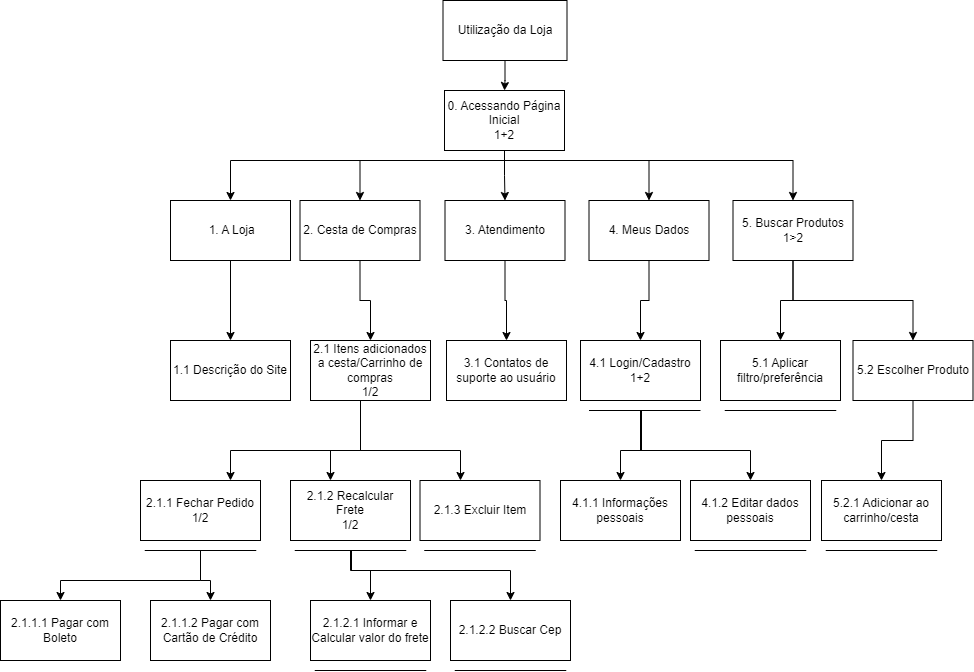 Utilização da Loja
0. Acessando Página
Inicial
1+2
1. A Loja
2. Cesta de Compras
3. Atendimento
4. Meus Dados
5. Buscar Produtos
1>2
1.1 Descrição do Site
2.1 Itens adicionados
a cesta/Carrinho de
compras
1/2
3.1 Contatos de
suporte ao usuário
4.1 Login/Cadastro
1+2
5.1 Aplicar
filtro/preferência
5.2 Escolher Produto
2.1.1 Fechar Pedido
1/2
2.1.2 Recalcular
Frete
1/2
2.1.3 Excluir Item
4.1.1 Informações
pessoais
4.1.2 Editar dados
pessoais
5.2.1 Adicionar ao
carrinho/cesta
2.1.1.1 Pagar com
Boleto
2.1.1.2 Pagar com
Cartão de Crédito
2.1.2.1 Informar e
Calcular valor do frete
2.1.2.2 Buscar Cep